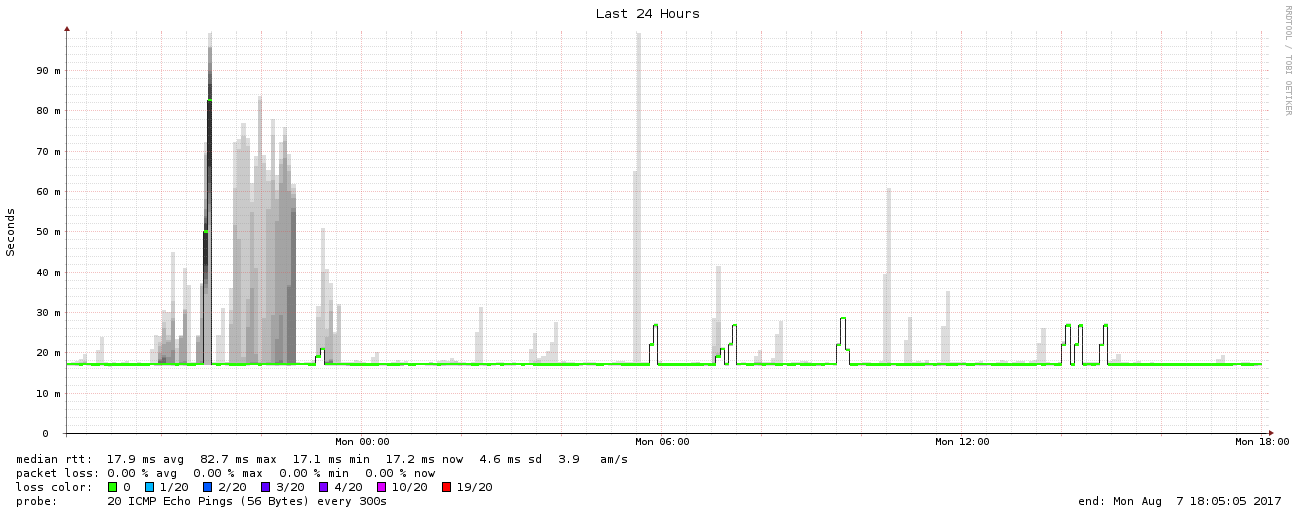 Last 24 Hours
RRDTOOL / TOBI OETIKER
Seconds
90 m
80 m
70 m
60 m
50 m
40 m
30 m
20 m
10 m
0
Mon 00:00 Mon 06:00 Mon 12:00 Mon 18:00
median rtt: 17.9 ms avg 82.7 ms max 17.1 ms min 17.2 ms now 4.6 ms sd 3.9 am/s
packet loss: 0.00 % avg 0.00 % max 0.00 % min 0.00 % now
loss color: 0 1/20 2/20 3/20 4/20 10/20 19/20
probe: 20 ICMP Echo Pings (56 Bytes) every 300s end: Mon Aug 7 18:05:05 2017